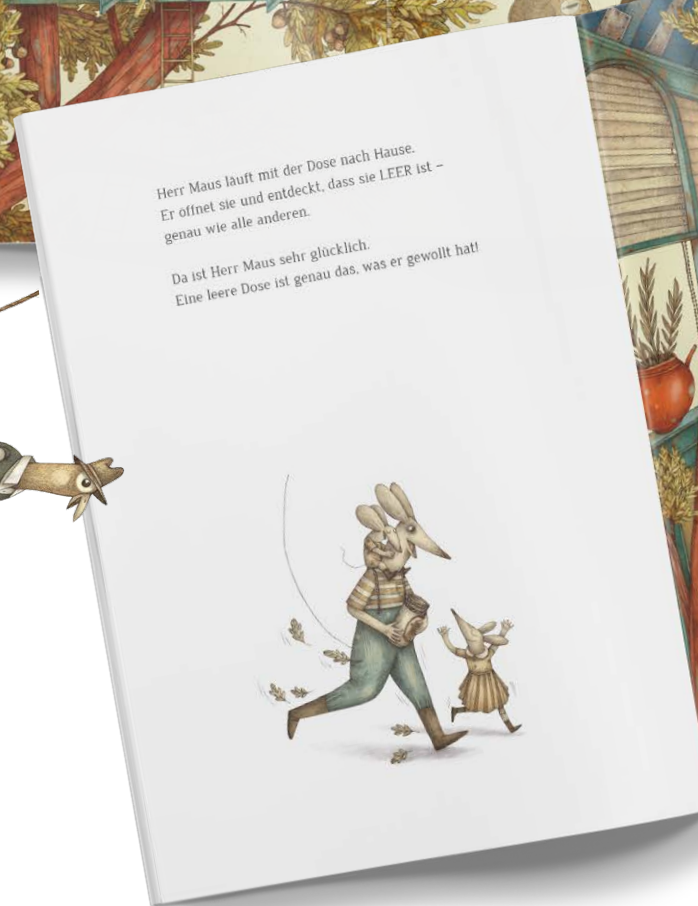 Herr Maus läuft mit der Dose nach Hause.
Er öffnet sie und entdeckt, dass sie LEER ist –
genau wie alle anderen.
Da ist Herr Maus sehr glücklich.
Eine leere Dose ist genau das, was er gewollt hat!